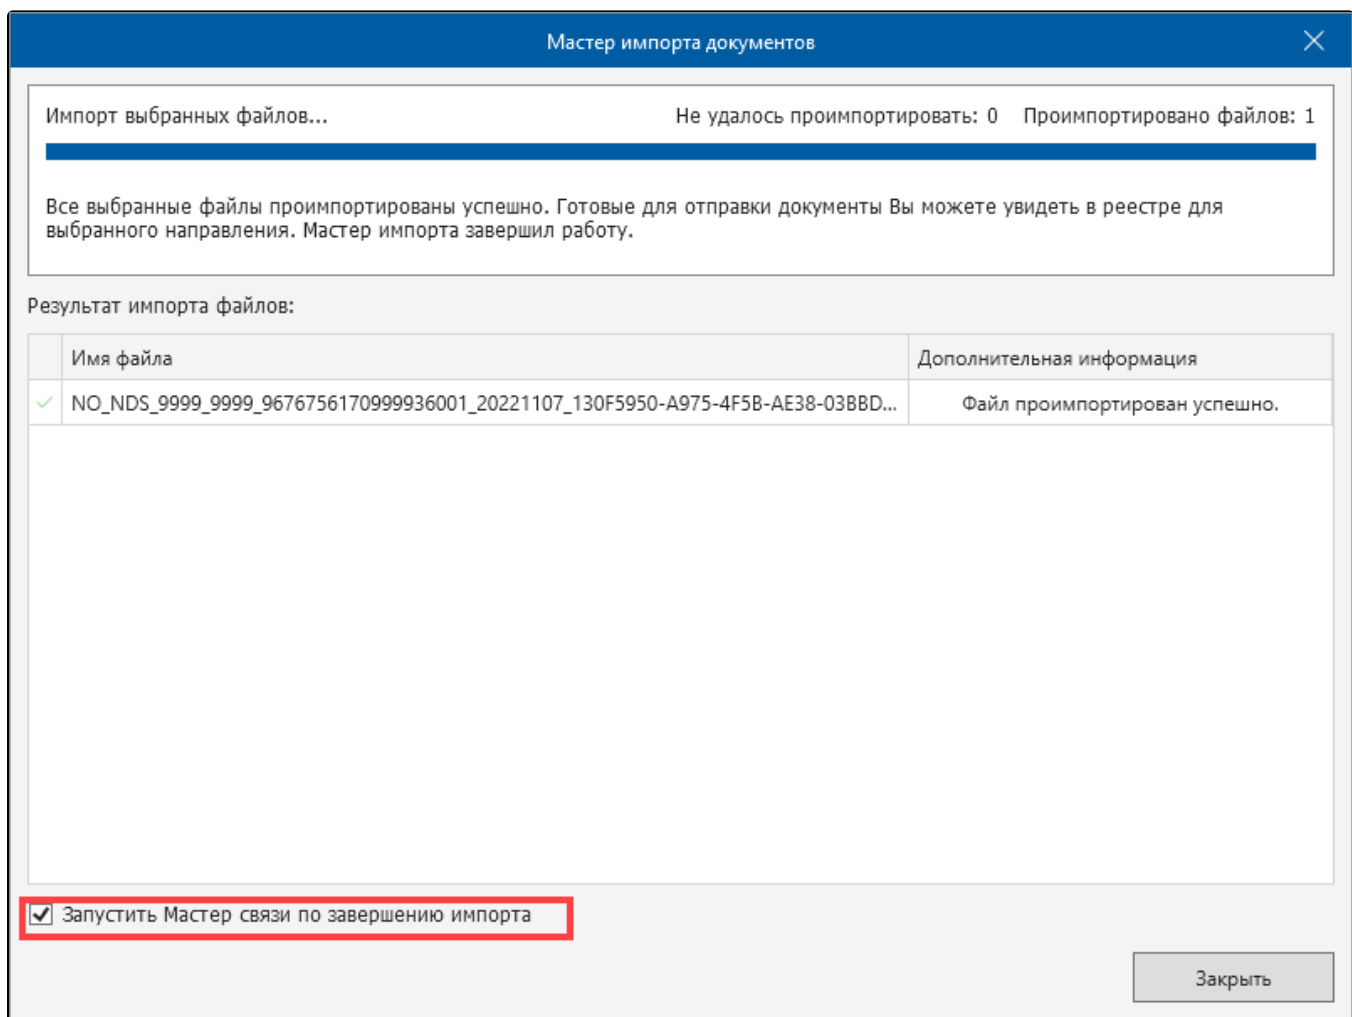 Мастер импорта документов
Импорт выбранных файлов... Не удалось проимпортировать: 0 Проимпортировано файлов: 1
Все выбранные файлы проимпортированы успешно. Готовые для отправки документы Вы можете увидеть в реестре для
выбранного направления. Мастер импорта завершил работу.
Результат импорта файлов:
Имя файла Дополнительная информация
NO_NDS_9999_9999_9676756170999936001_20221107_130F5950-A975-4F5B-AE38-03BBD... Файл проимпортирован успешно.
Запустить Мастер связи по завершению импорта
Закрыть